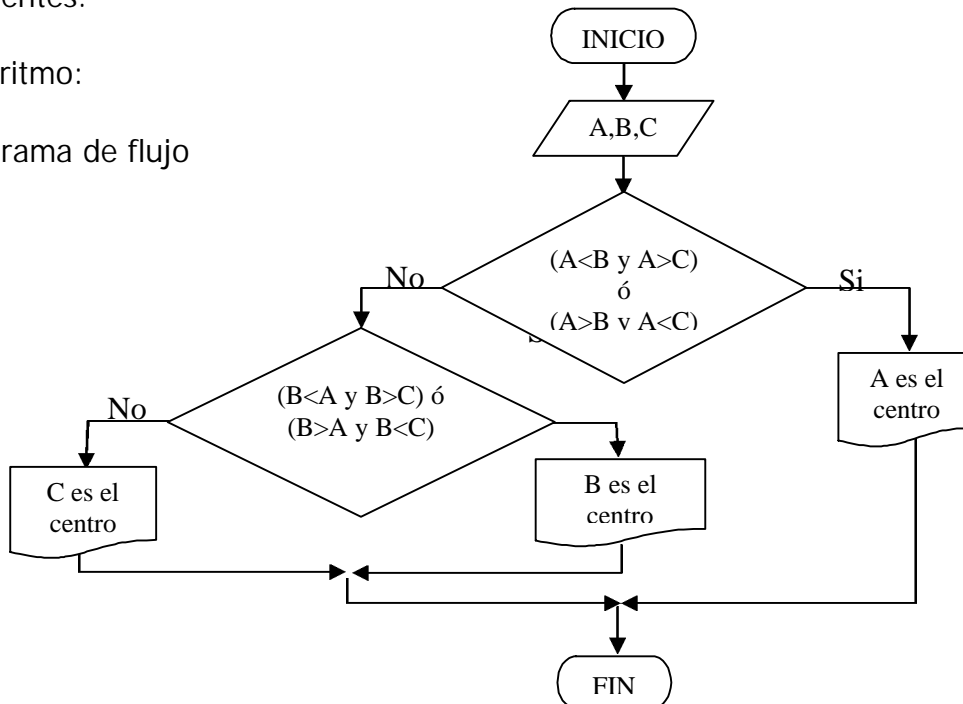 entes:
INICIO
ritmo:
A,B,C
rama de flujo
(A<B y A>C)
ó
(A>B y A<C)
No
Si
A es el
centro
(B<A y B>C) ó
(B>A y B<C)
No
C es el
centro
B es el
centro
FIN